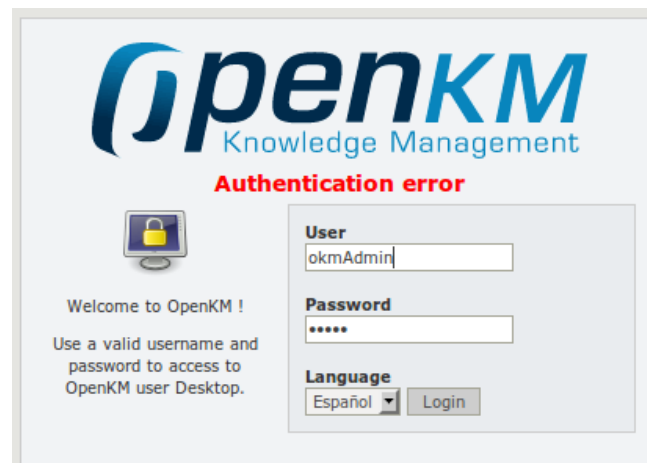 OpenKM
Knowledge Management
Authentication error
User
okmAdmin
Welcome to OpenKM !
Password
•••••
Use a valid username and
password to access to
OpenKM user Desktop.
Language
Español
Login